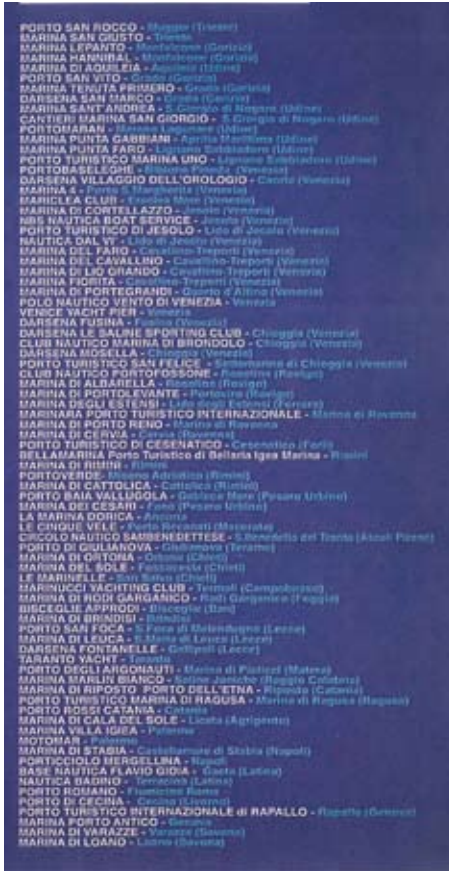 PORTO SAN ROCCO - Muggia (Trieste)
MARINA SAN GIUSTO - Trieste
MARINA LEPANTO - Monfalcone (Gorizia)
MARINA HANNIBAL - Monfalcone (Gorizia)
MARINA DI AQUILEIA - Aquileia (Udine)
PORTO SAN VITO - Grado (Gorizia)
MARINA TENUTA PRIMERO - Grado (Gorizia)
DARSENA SAN MARCO - Grado (Gorizia)
MARINA SANT'ANDREA - S.Giorgio di Nogaro (Udine)
CANTIERI MARINA SAN GIORGIO - S.Giorgio di Nogaro (Udine)
PORTOMARAN - Marano Lagunare (Udine)
MARINA PUNTA GABBIANI - Aprilia Marittima (Udine)
MARINA PUNTA FARO - Lignano Sabbiadoro (Udine)
PORTO TURISTICO MARINA UNO - Lignano Sabbiadoro (Udine)
PORTOBASELEGHE - Bibione Pineda (Venezia)
DARSENA VILLAGGIO DELL'OROLOGIO - Caorle (Venezia)
MARINA 4 - Porto S.Margherita (Venezia)
MARICLEA CLUB - Eraclea Mare (Venezia)
MARINA DI CORTELLAZZO - Jesolo (Venezia)
NBS NAUTICA BOAT SERVICE - Jesolo (Venezia)
PORTO TURISTICO DI JESOLO - Lido di Jesolo (Venezia)
NAUTICA DAL VI' - Lido di Jesolo (Venezia)
MARINA DEL FARO - Cavallino-Treporti (Venezia)
MARINA DEL CAVALLINO - Cavallino-Treporti (Venezia)
MARINA DI LIO GRANDO - Cavallino-Treporti (Venezia)
MARINA FIORITA - Cavallino-Treporti (Venezia)
MARINA DI PORTEGRANDI - Quarto d'Altino (Venezia)
POLO NAUTICO VENTO DI VENEZIA - Venezia
VENICE YACHT PIER - Venezia
DARSENA FUSINA - Fusina (Venezia)
DARSENA LE SALINE SPORTING CLUB - Chioggia (Venezia)
CLUB NAUTICO MARINA DI BRONDOLO - Chioggia (Venezia)
DARSENA MOSELLA - Chioggia (Venezia)
PORTO TURISTICO SAN FELICE - Sottomarina di Chioggia (Venezia)
CLUB NAUTICO PORTOFOSSONE - Rosolina (Rovigo)
MARINA DI ALBARELLA - Rosolina (Rovigo)
MARINA DI PORTOLEVANTE - Portoviro (Rovigo)
MARINA DEGLI ESTENSI - Lido degli Estensi (Ferrara)
MARINARA PORTO TURISTICO INTERNAZIONALE - Marina di Ravenna
MARINA DI PORTO RENO - Marina di Ravenna
MARINA DI CERVIA - Cervia (Ravenna)
PORTO TURISTICO DI CESENATICO - Cesenatico (Forlì)
BELLAMARINA Porto Turistico di Bellaria Igea Marina - Rimini
MARINA DI RIMINI - Rimini
PORTOVERDE - Misano Adriatico (Rimini)
MARINA DI CATTOLICA - Cattolica (Rimini)
PORTO BAIA VALLUGOLA - Gabicce Mare (Pesaro Urbino)
MARINA DEI CESARI - Fano (Pesaro Urbino)
LA MARINA DORICA - Ancona
LE CINQUE VELE - Porto Recanati (Macerata)
CIRCOLO NAUTICO SAMBENEDETTESE - S.Benedetto del Tronto (Ascoli Piceno)
PORTO DI GIULIANOVA - Giulianova (Teramo)
MARINA DI ORTONA - Ortona (Chieti)
MARINA DEL SOLE - Fossacesia (Chieti)
LE MARINELLE - San Salvo (Chieti)
MARINUCCI YACHTING CLUB - Termoli (Campobasso)
MARINA DI RODI GARGANICO - Rodi Garganico (Foggia)
BISCEGLIE APPRODI - Bisceglie (Bari)
MARINA DI BRINDISI - Brindisi
PORTO SAN FOCA - S.Foca di Melendugno (Lecce)
MARINA DI LEUCA - S.Maria di Leuca (Lecce)
DARSENA FONTANELLE - Gallipoli (Lecce)
TARANTO YACHT - Taranto
PORTO DEGLI ARGONAUTI - Marina di Pisticci (Matera)
MARINA MARLIN BIANCO - Saline Joniche (Reggio Calabria)
MARINA DI RIPOSTO PORTO DELL'ETNA - Riposto (Catania)
PORTO TURISTICO MARINA DI RAGUSA - Marina di Ragusa (Ragusa)
PORTO ROSSI CATANIA - Catania
MARINA DI CALA DEL SOLE - Licata (Agrigento)
MARINA VILLA IGIEA - Palermo
MOTOMAR - Palermo
MARINA DI STABIA - Castellammare di Stabia (Napoli)
PORTICCIOLO MERGELLINA - Napoli
BASE NAUTICA FLAVIO GIOIA - Gaeta (Latina)
NAUTICA BADINO - Terracina (Latina)
PORTO ROMANO - Fiumicino Roma
PORTO DI CECINA - Cecina (Livorno)
PORTO TURISTICO INTERNAZIONALE di RAPALLO - Rapallo (Genova)
MARINA PORTO ANTICO - Genova
MARINA DI VARAZZE - Varazze (Savona)
MARINA DI LOANO - Loano (Savona)